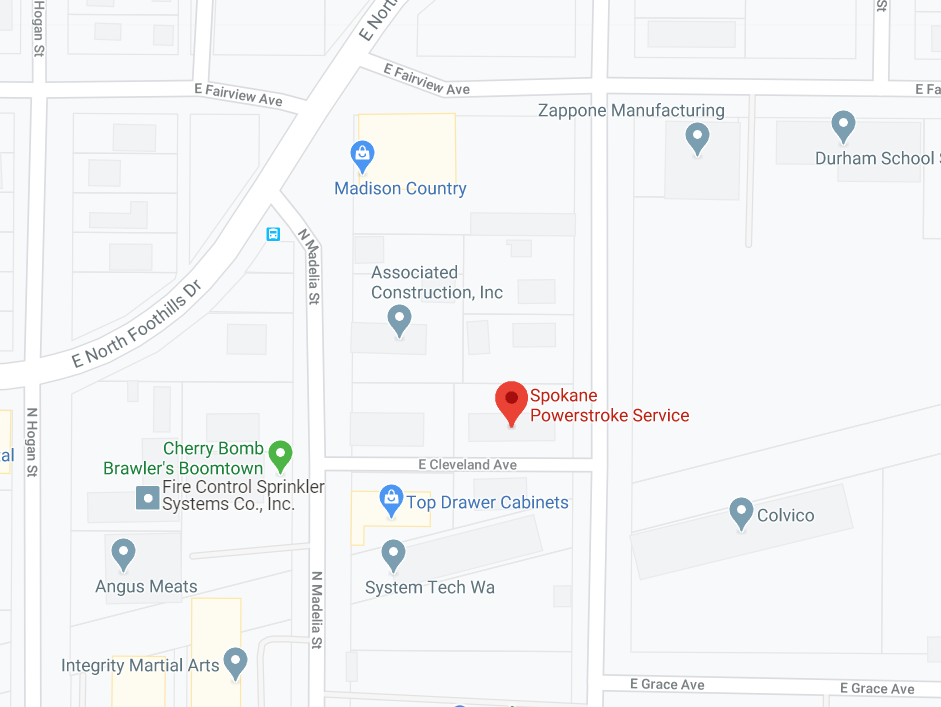 Hogan St
E North
St
E Fairview Ave
E Fairview Ave
E Fa
Zappone Manufacturing
Durham School S
Madison Country
N Madelia St
Associated
Construction, Inc
E North Foothills Dr
Spokane
Powerstroke Service
N Hogan St
al
Cherry Bomb
Brawler's Boomtown
E Cleveland Ave
Fire Control Sprinkler
Systems Co., Inc.
Top Drawer Cabinets
Colvico
Angus Meats
System Tech Wa
N Madelia St
Integrity Martial Arts
E Grace Ave
E Grace Ave